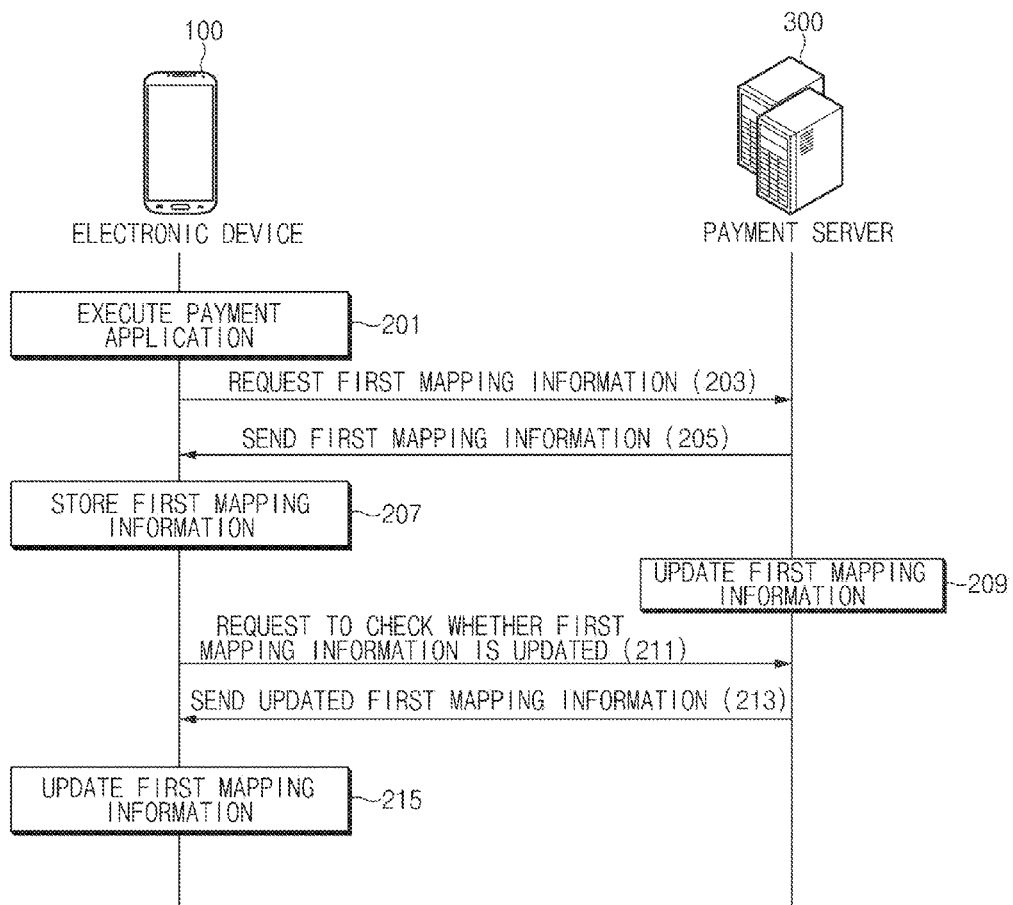 100
300
ELECTRONIC DEVICE
PAYMENT SERVER
EXECUTE PAYMENT
APPLICATION
201
REQUEST FIRST MAPPING INFORMATION (203)
SEND FIRST MAPPING INFORMATION (205)
STORE FIRST MAPPING
INFORMATION
207
UPDATE FIRST MAPPING
INFORMATION
209
REQUEST TO CHECK WHETHER FIRST
MAPPING INFORMATION IS UPDATED (211)
SEND UPDATED FIRST MAPPING INFORMATION (213)
UPDATE FIRST MAPPING
INFORMATION
215